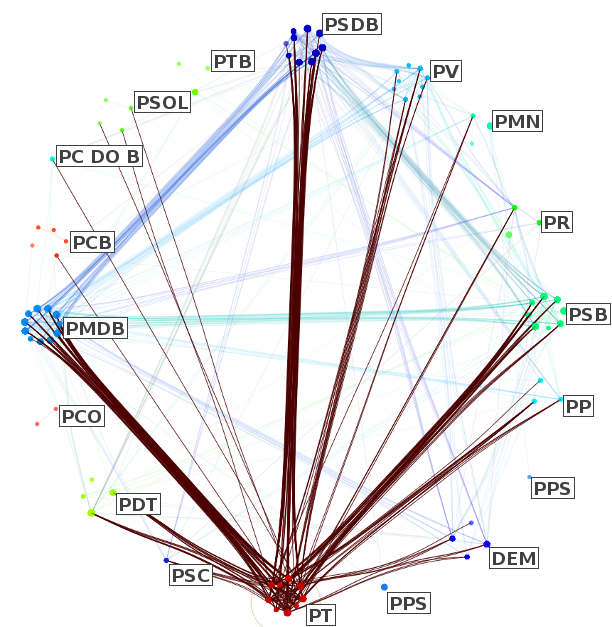 PSDB
PTB
PV
PSOL
PMN
PC DO B
PR
PCB
PSB
PMDB
PP
PCO
PPS
PDT
DEM
PSC
PPS
PT